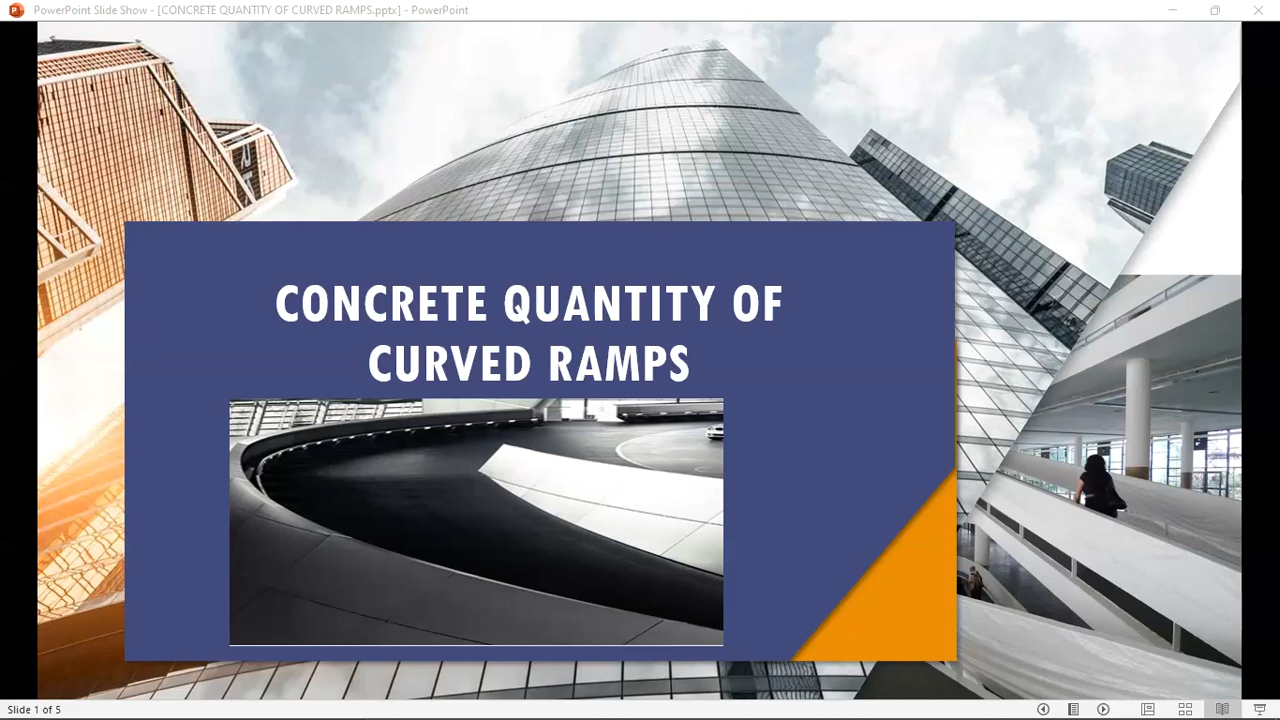 PowerPoint Slide Show - [CONCRETE QUANTITY OF CURVED RAMPS.pptx] - PowerPoint
CONCRETE QUANTITY OF
CURVED RAMPS
Slide 1 of 5